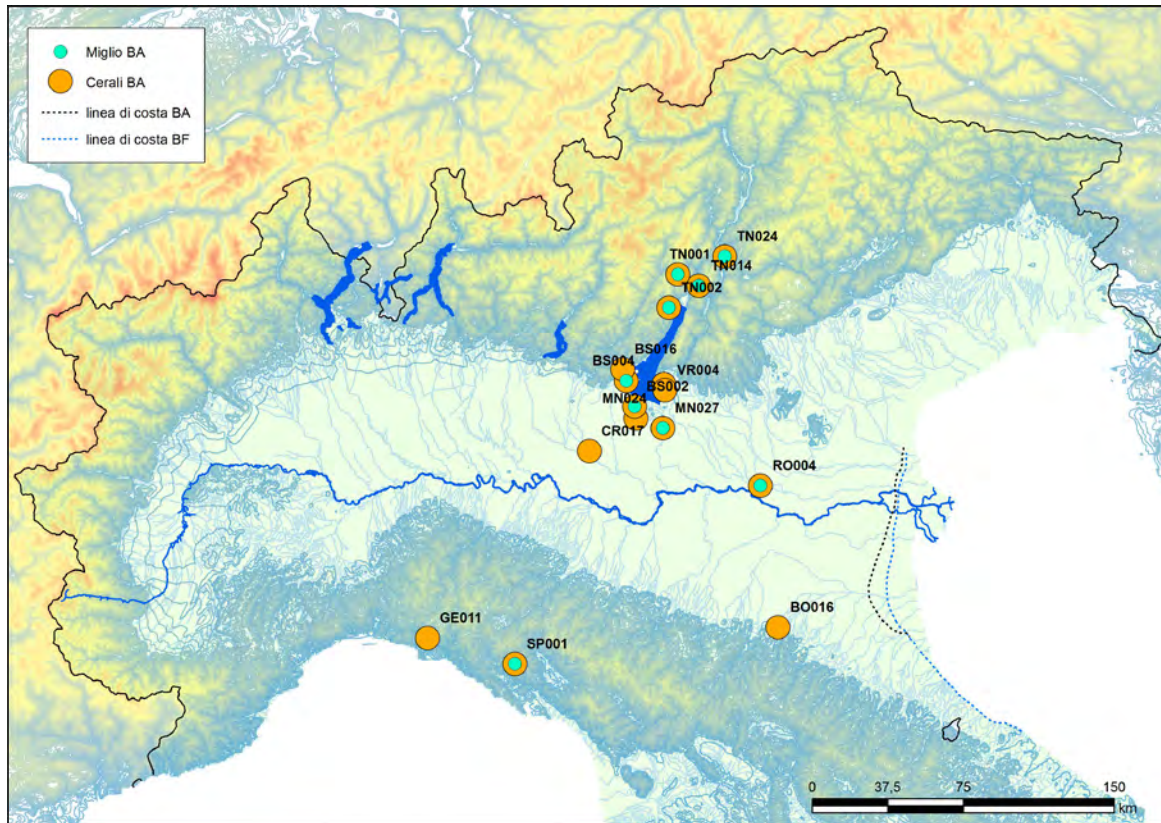 Miglio BA
Cerali BA
linea di costa BA
linea di costa BF
TN024
TN001
TN014
TN002
BS016
BS004
VR004
BS002
MN024
MN027
CR017
RO004
BO016
GE011
SP001
0 37,5 75 150
km